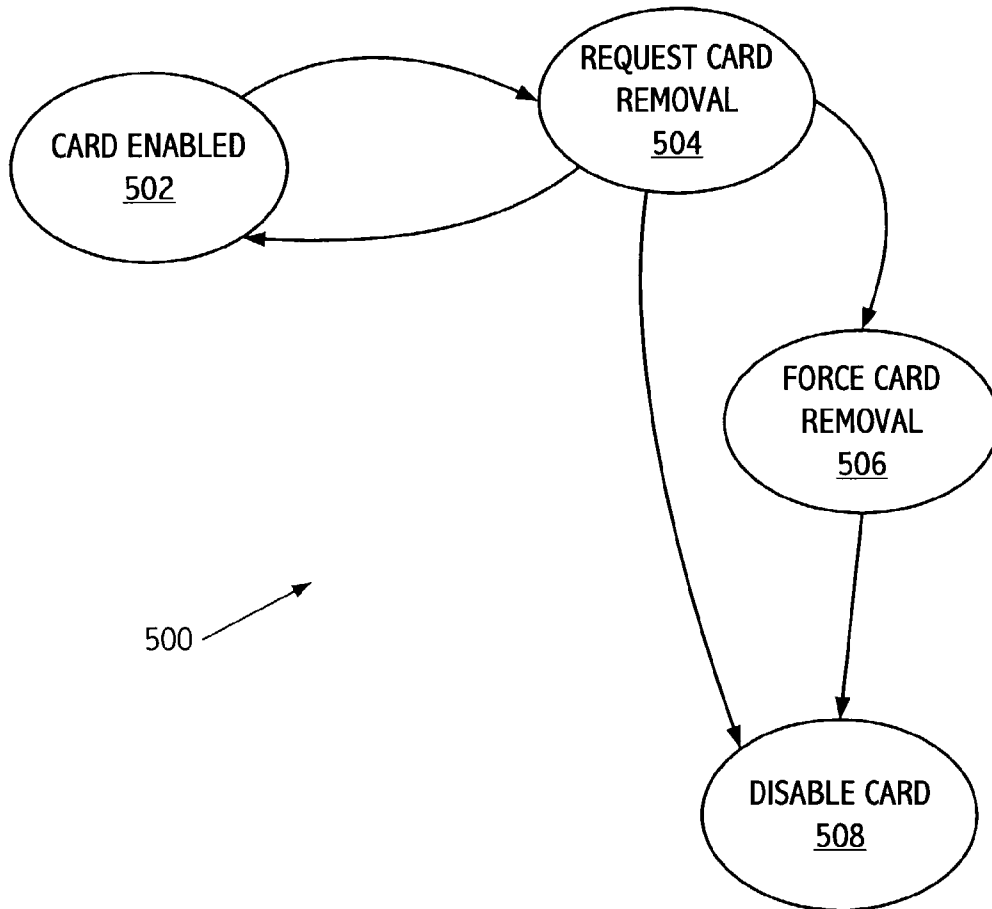 REQUEST CARD
REMOVAL
504
CARD ENABLED
502
FORCE CARD
REMOVAL
506
500
DISABLE CARD
508